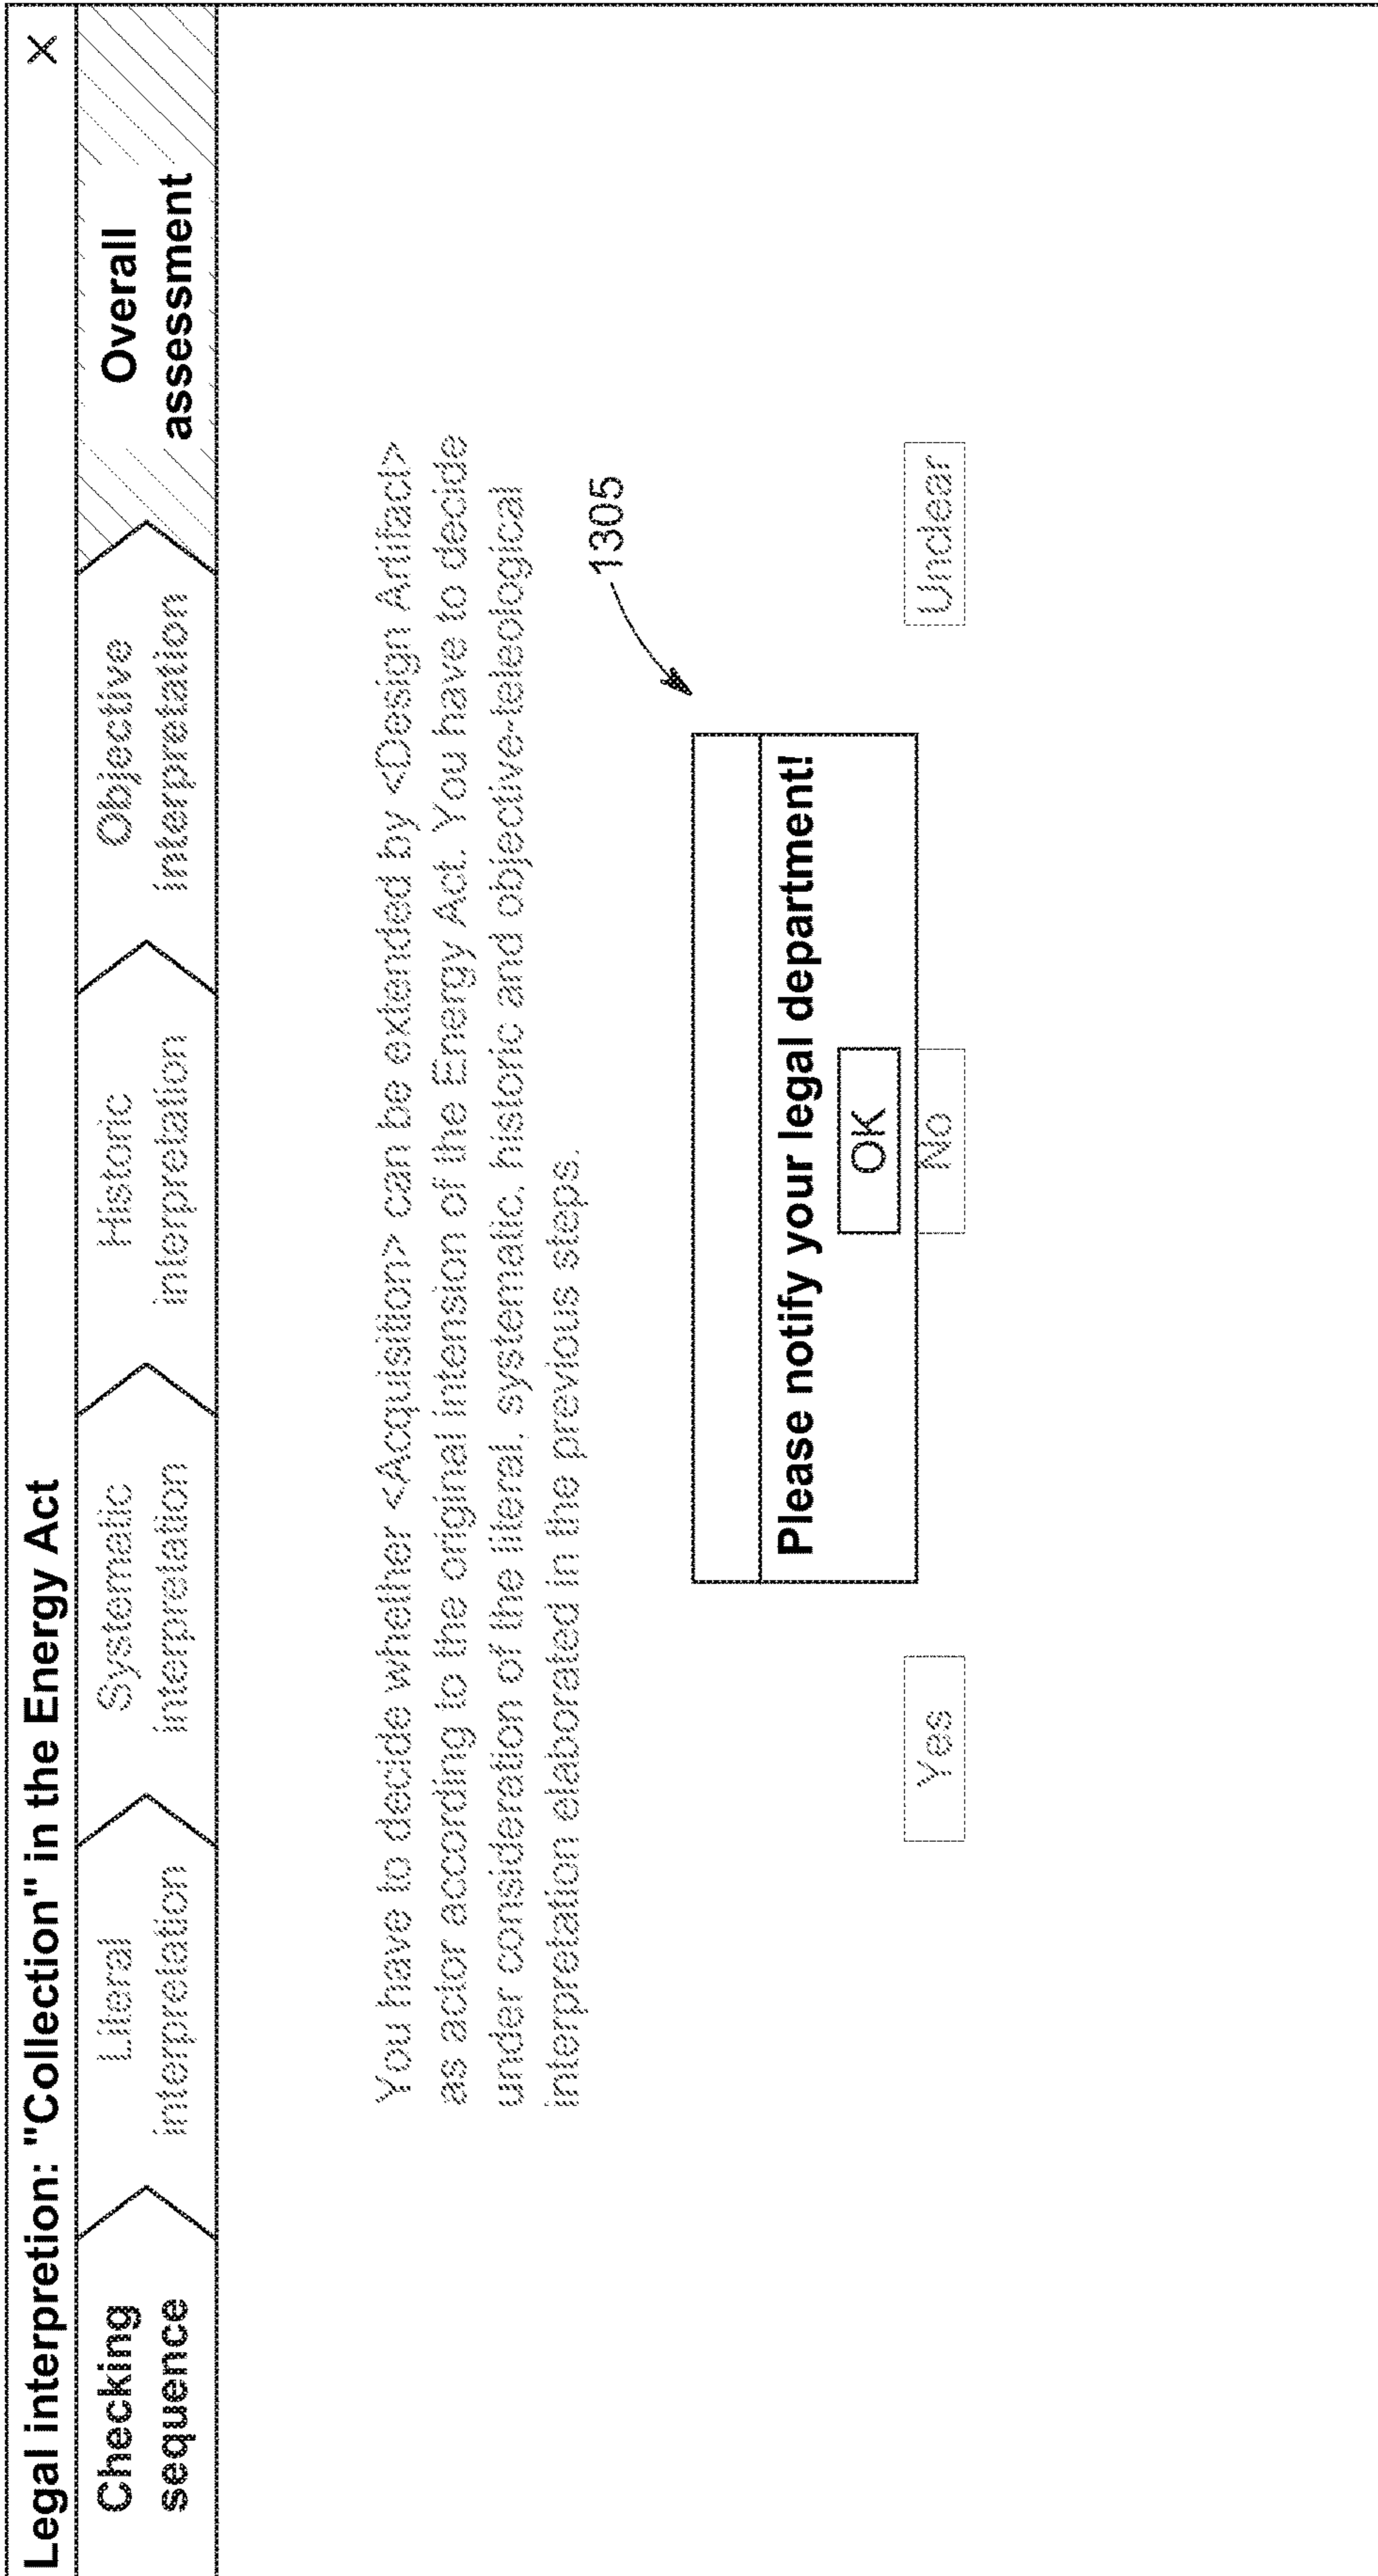 Legal interpretion: "Collection" in the Energy Act
X
Checking
sequence
Literal
interpretation
Systematic
interpretation
Historic
interpretation
Objective
interpretation
Overall
assessment
You have to decide whether <Acquisition> can be extended by <Design Artifact>
as actor according to the original intension of the Energy Act. You have to decide
under consideration of the literal, systematic, historic and objective-teleological
interpretation elaborated in the previous steps.
1305
Please notify your legal department!
OK
Yes
No
Unclear